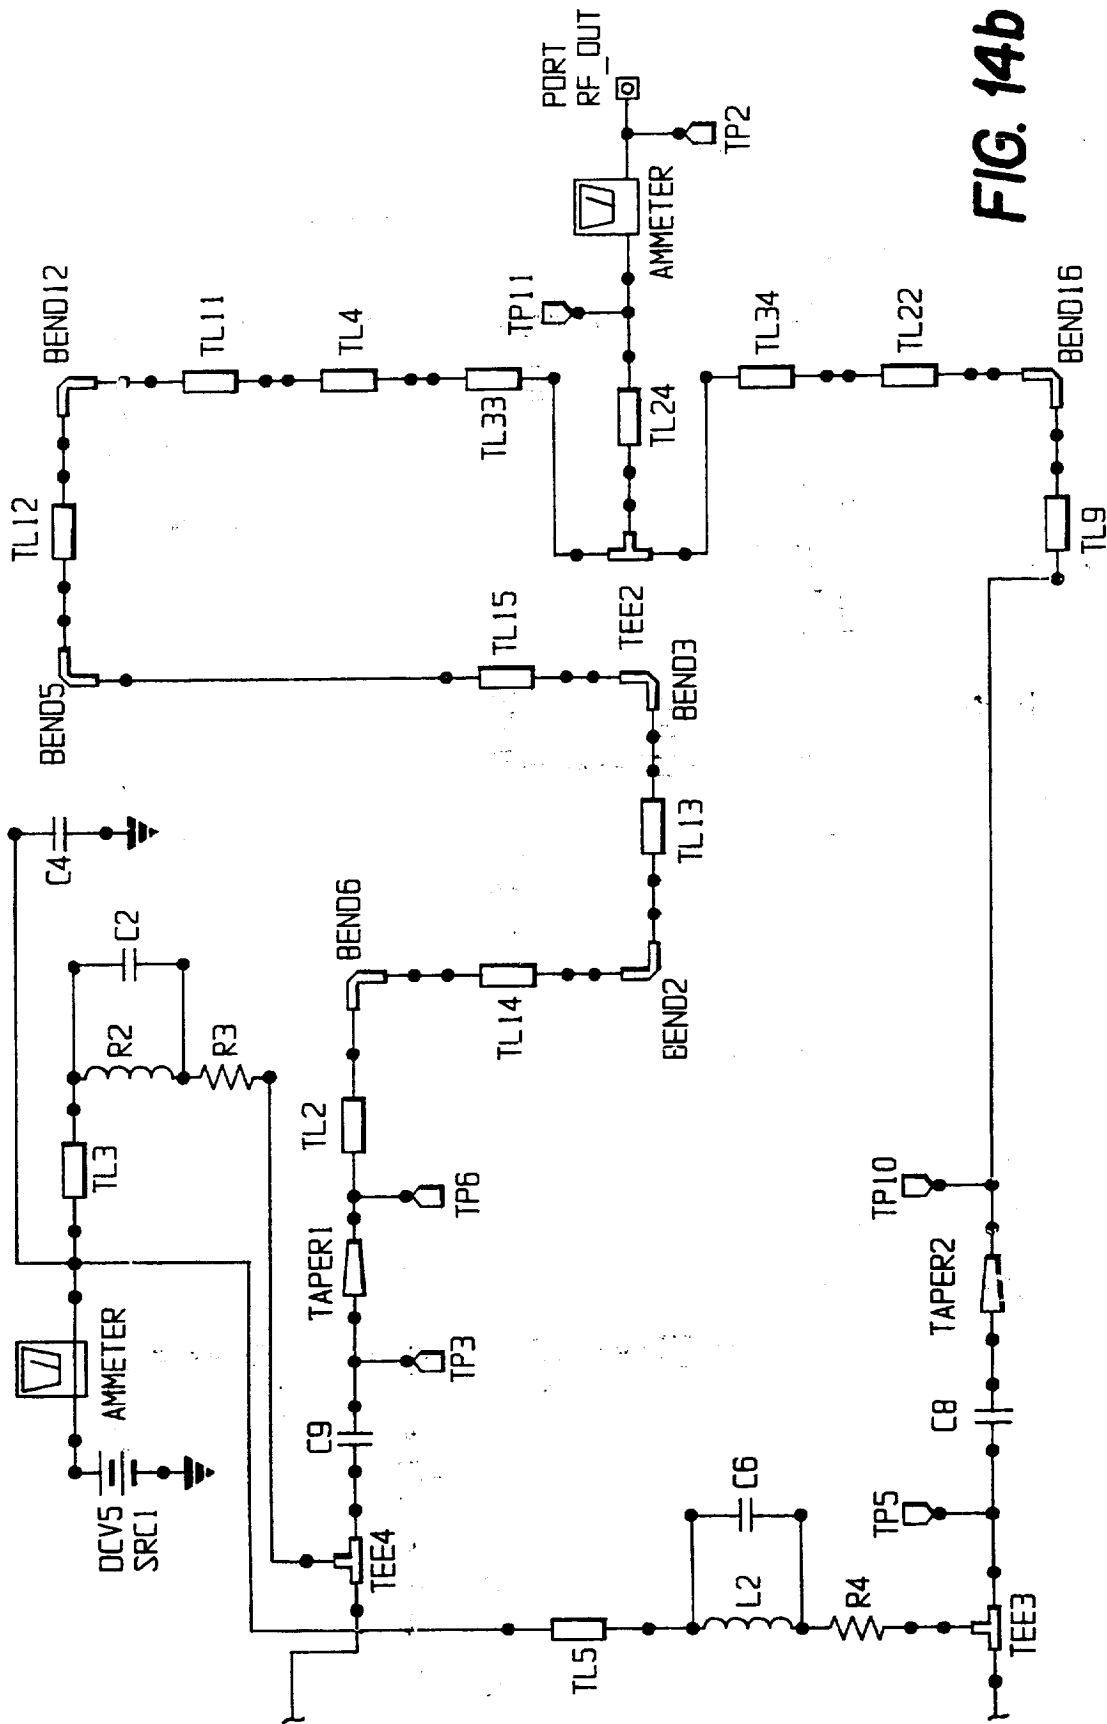 FIG. 14b
PORT
RF_OUT
TP2
AMMETER
TP11
BEND12
TL11
TL4
TL33
TL24
TL34
TL22
BEND16
TL12
TL9
TEE2
TL15
BEND5
BEND3
C4
TL13
C2
BEND6
R2
R3
TL14
BEND2
TL3
TL2
TP6
TP10
TAPER1
TAPER2
AMMETER
TP3
C9
C8
DCV5
SRC1
C6
TP5
TEE4
L2
R4
TL5
TEE3